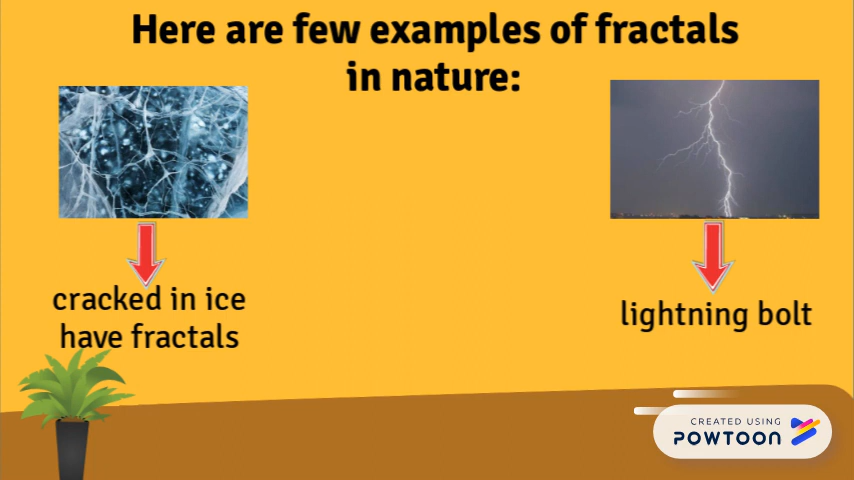 Here are few examples of fractals
in nature:
cracked in ice
have fractals
lightning bolt
CREATED USING
POWTOON